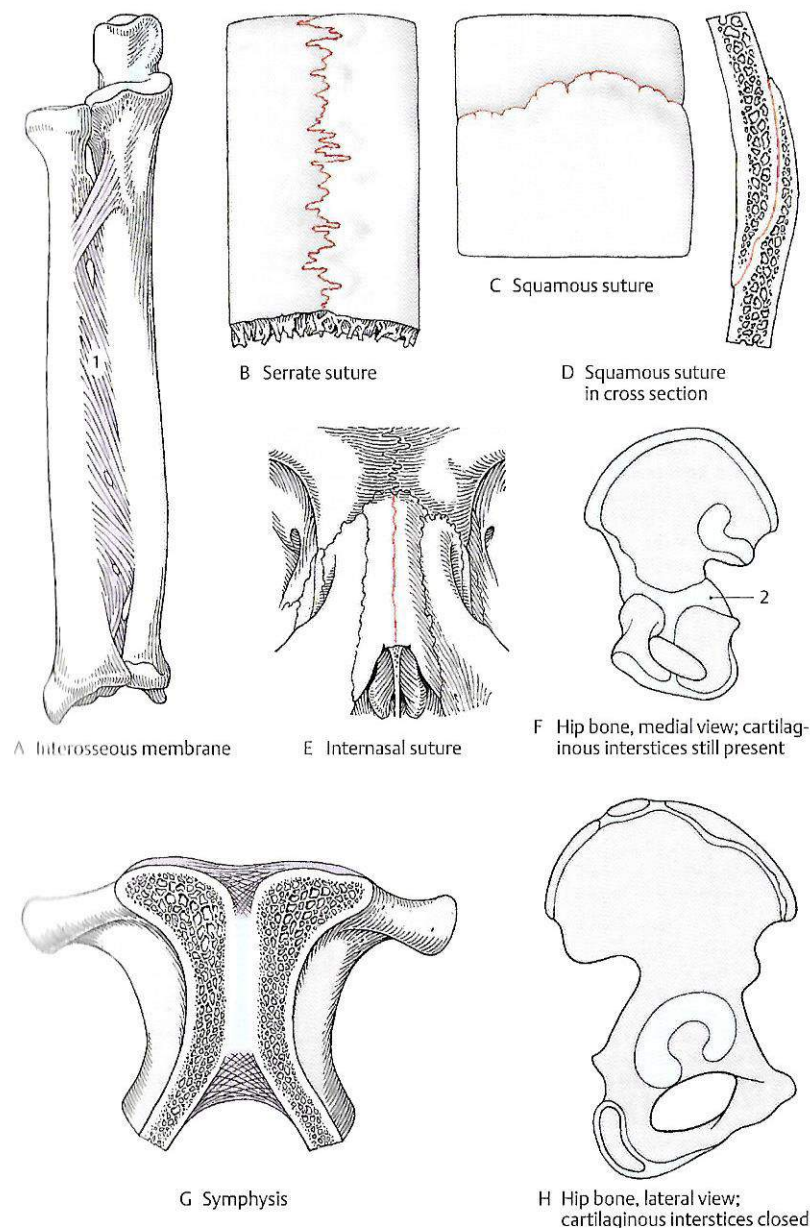 1
B Serrate suture
C Squamous suture
D Squamous suture
in cross section
2
A Interosseous membrane
E Internasal suture
F Hip bone, medial view; cartilag-
inous interstices still present
G Symphysis
H Hip bone, lateral view;
cartilaginous interstices closed